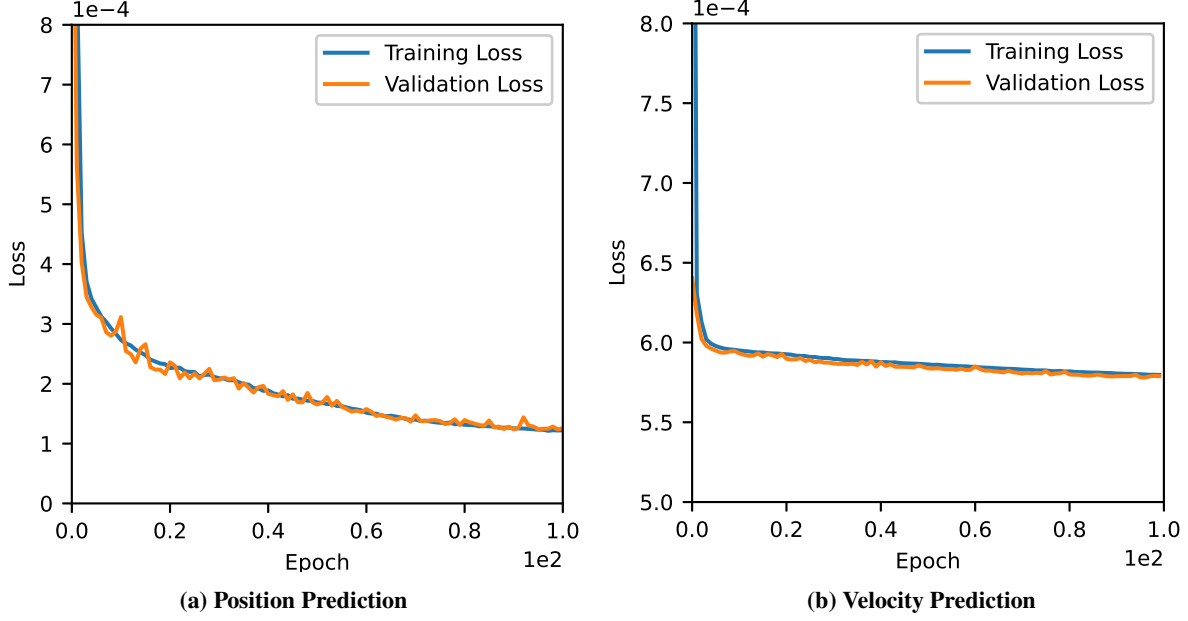 1e−4
8
7
6
5
4
3
2
1
0
Loss
Training Loss
Validation Loss
0.0 0.2 0.4 0.6 0.8 1.0
Epoch
1e2
(a) Position Prediction
1e−4
8.0
7.5
7.0
6.5
6.0
5.5
5.0
Loss
Training Loss
Validation Loss
0.0 0.2 0.4 0.6 0.8 1.0
Epoch
1e2
(b) Velocity Prediction